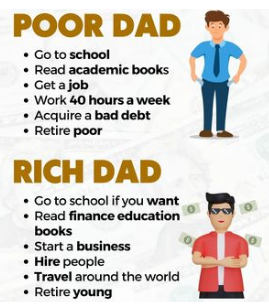 POOR DAD
• Go to school
• Read academic books
• Get a job
• Work 40 hours a week
• Acquire a bad debt
• Retire poor
RICH DAD
• Go to school if you want
• Read finance education
books
• Start a business
• Hire people
• Travel around the world
• Retire young